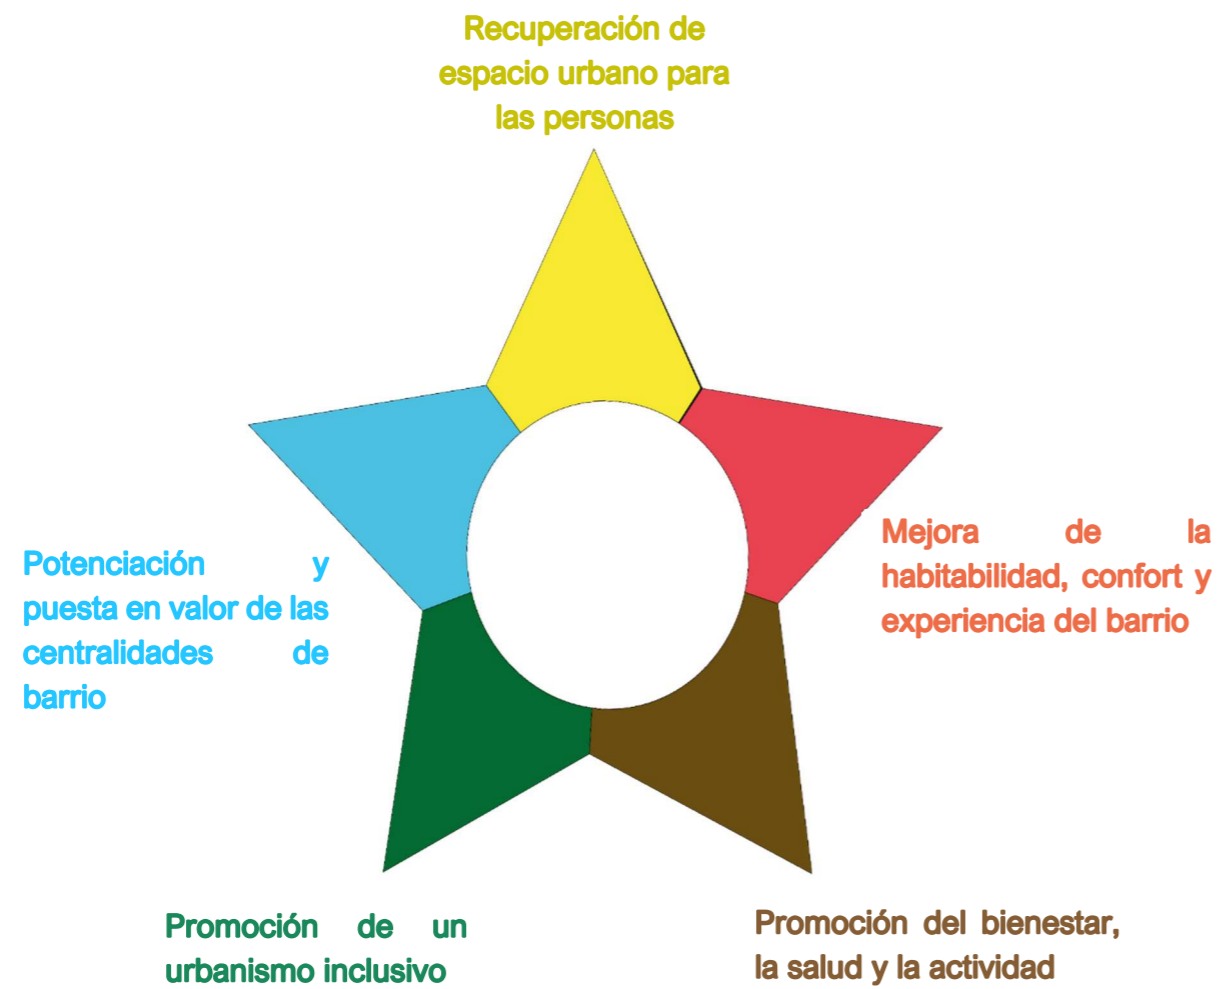 Recuperación de
espacio urbano para
las personas
Mejora de la
habitabilidad, confort y
experiencia del barrio
Potenciación y
puesta en valor de las
centralidades de
barrio
Promoción de un
urbanismo inclusivo
Promoción del bienestar,
la salud y la actividad